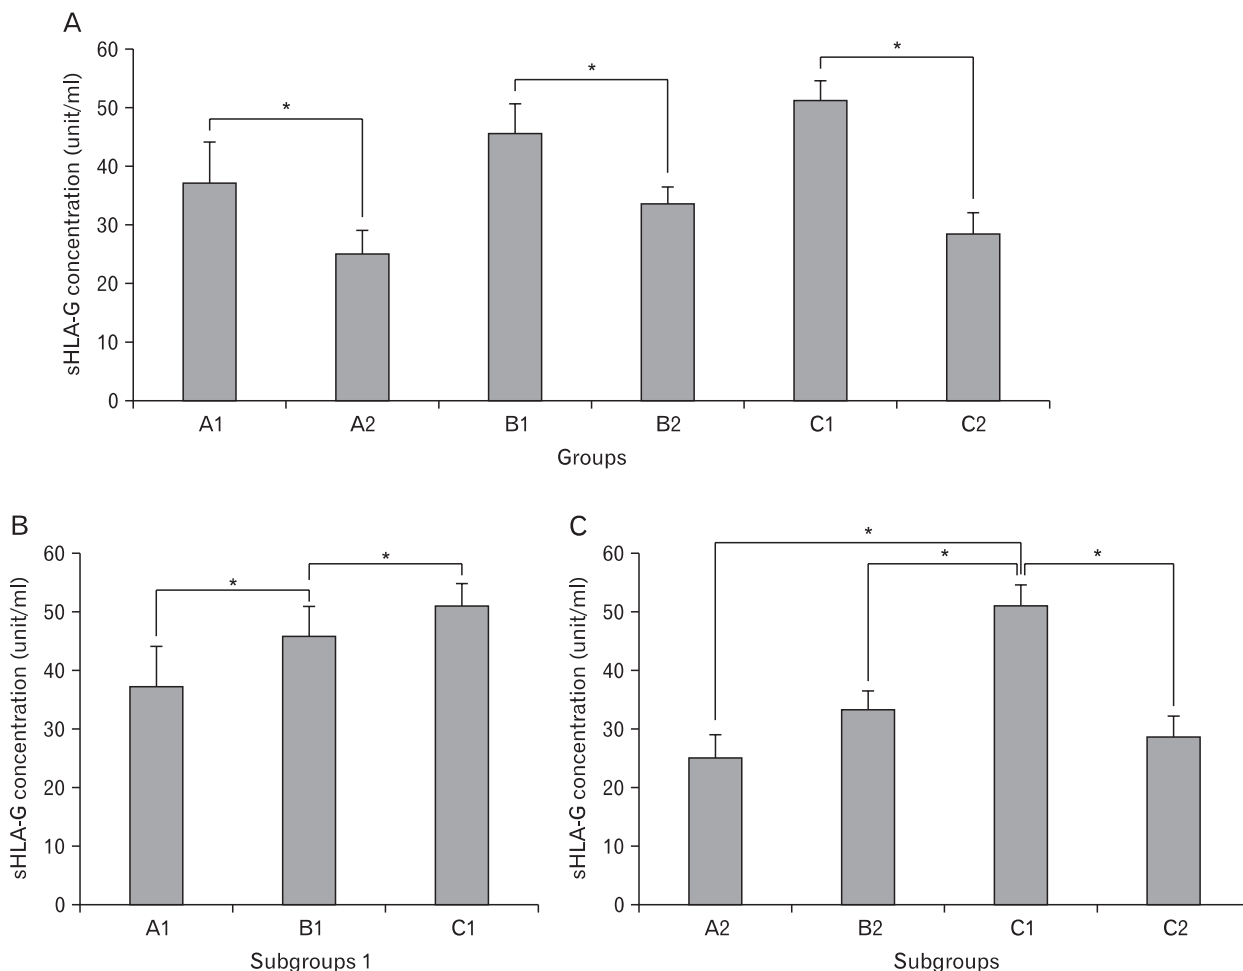 A
60
50
40
30
20
10
0
sHLA-G concentration (unit/ml)
*
*
*
A1 A2 B1 B2 C1 C2
Groups
B
60
50
40
30
20
10
0
sHLA-G concentration (unit/ml)
*
*
A1 B1 C1
Subgroups 1
C
60
50
40
30
20
10
0
sHLA-G concentration (unit/ml)
*
*
*
A2 B2 C1 C2
Subgroups